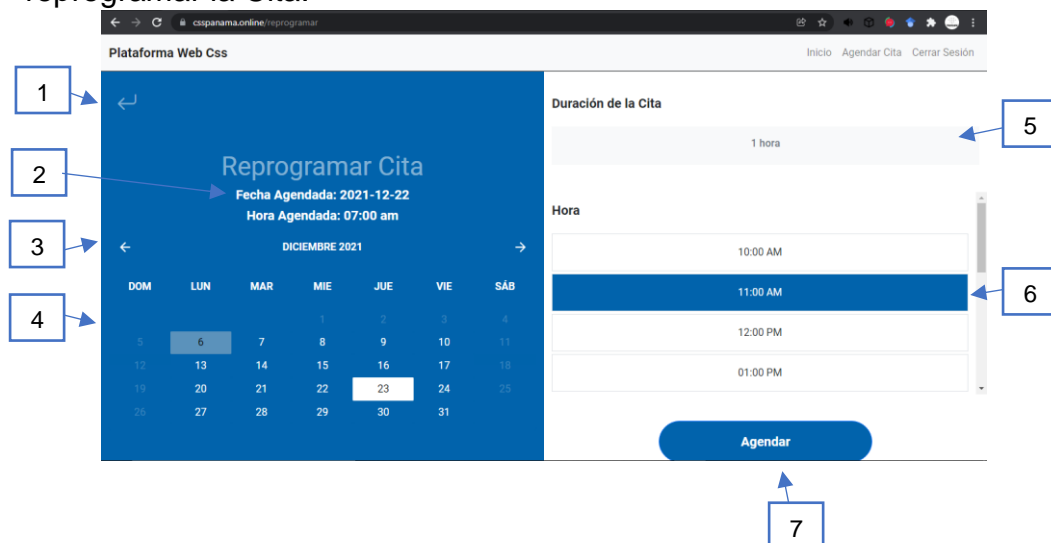 reprogramar la Cita.
csspanama.online/reprogramar
Plataforma Web Css
Inicio Agendar Cita Cerrar Sesión
1
2
3
4
Reprogramar Cita
Fecha Agendada: 2021-12-22
Hora Agendada: 07:00 am
DICIEMBRE 2021
DOM LUN MAR MIE JUE VIE SÁB
1 2 3 4
5 6 7 8 9 10 11
12 13 14 15 16 17 18
19 20 21 22 23 24 25
26 27 28 29 30 31
Duración de la Cita
1 hora
5
Hora
10:00 AM
11:00 AM
6
12:00 PM
01:00 PM
Agendar
7